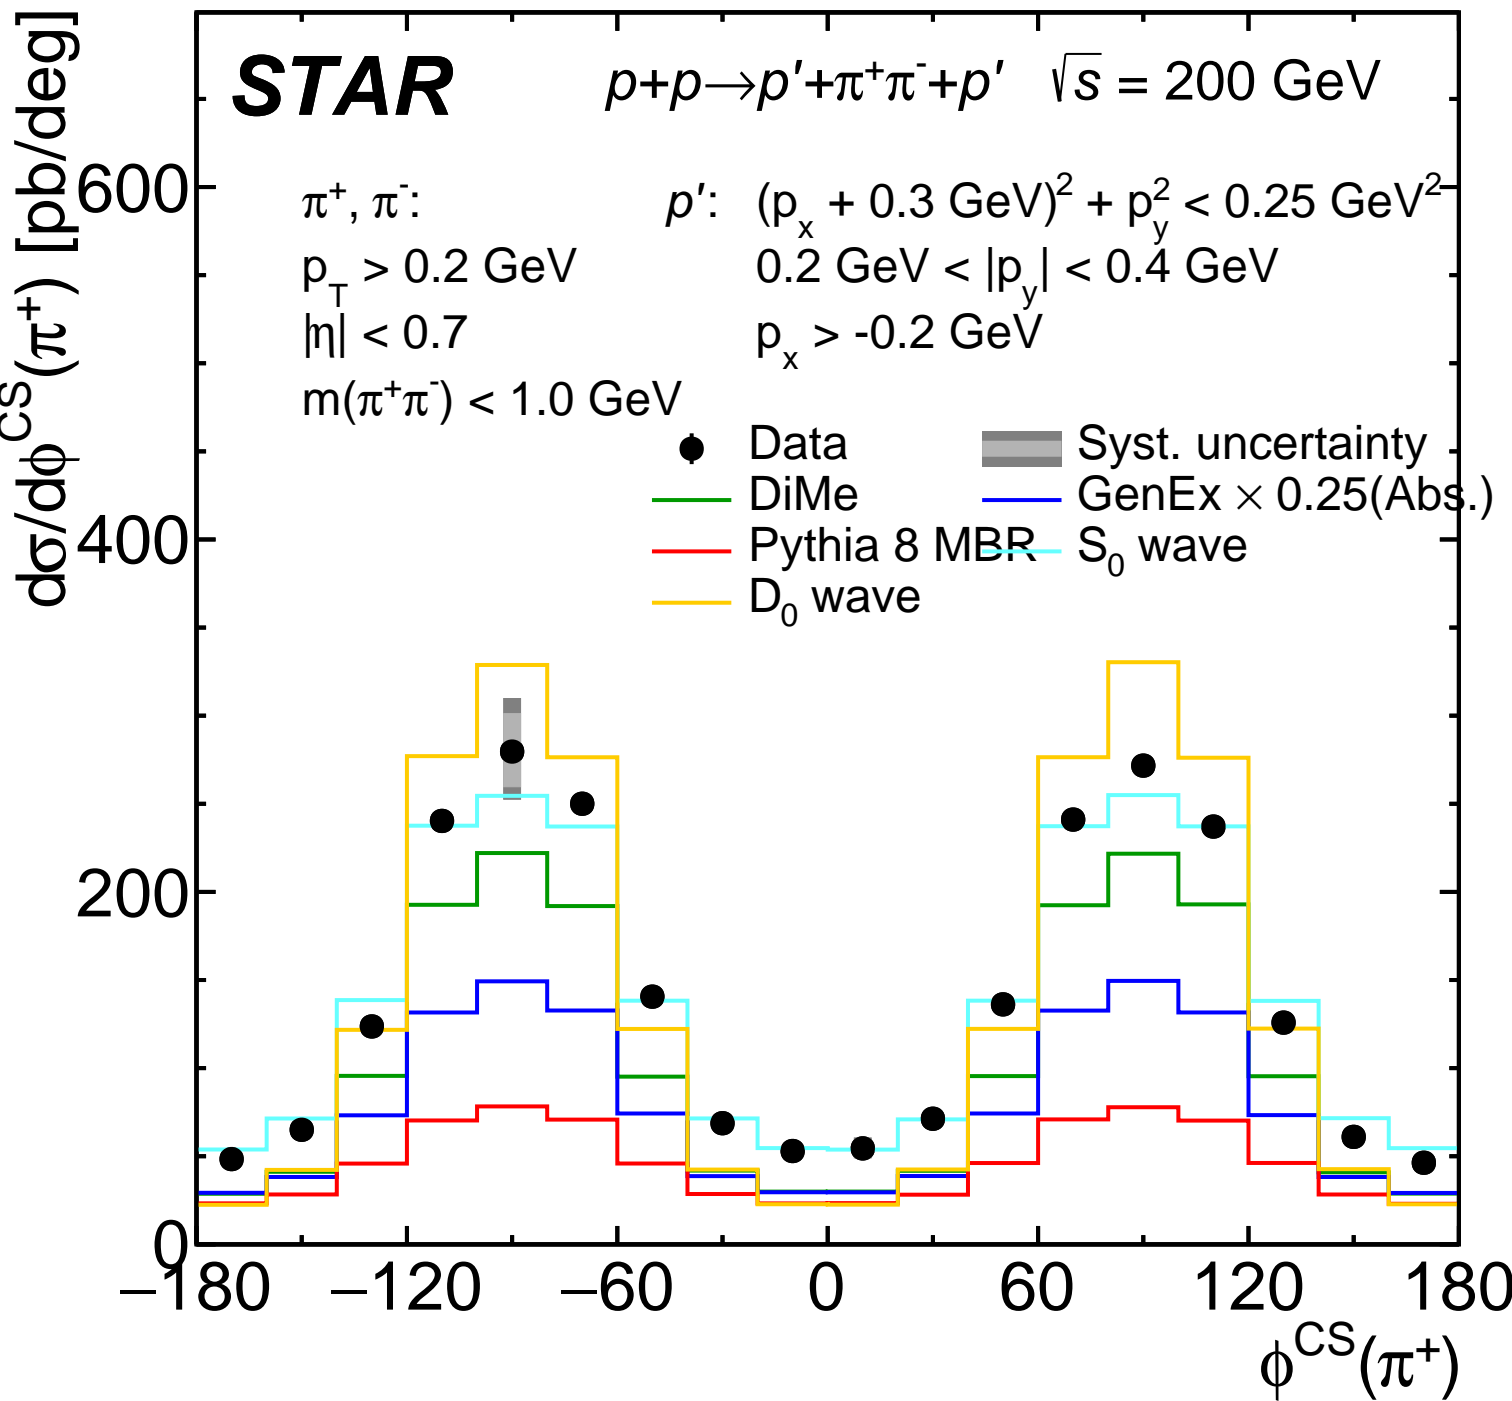 STAR p+p→p′+π⁺π⁻+p′ √s = 200 GeV
π⁺, π⁻: p′: (pₓ + 0.3 GeV)² + p_y² < 0.25 GeV²
p_T > 0.2 GeV 0.2 GeV < |p_y| < 0.4 GeV
|η| < 0.7 pₓ > -0.2 GeV
m(π⁺π⁻) < 1.0 GeV
Data Syst. uncertainty
DiMe GenEx × 0.25(Abs.)
Pythia 8 MBR S₀ wave
D₀ wave
dσ/dϕ^CS(π⁺) [pb/deg]
600
400
200
0
−180 −120 −60 0 60 120 180
ϕ^CS(π⁺)